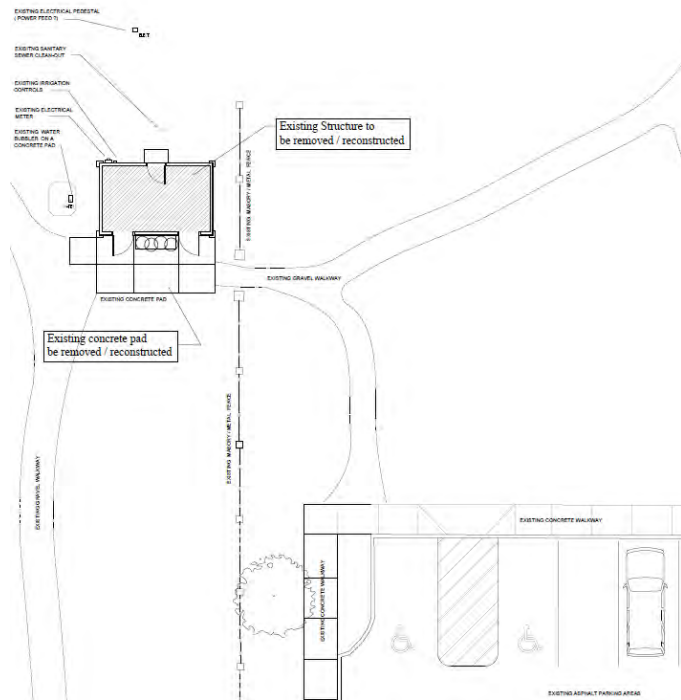 EXISTING ELECTRICAL PEDESTAL
( POWER FEED ?)
EXISITNG SANITARY
SEWER CLEAN-OUT
EXISTING IRRIGATION
CONTROLS
EXISTING ELECTRICAL
METER
EXISTING WATER
BUBBLER ON A
CONCRETE PAD
Existing Structure to
be removed / reconstructed
EXISTING MASORY / METAL FENCE
EXISTING GRAVEL WALKWAY
EXISTING CONCRETE PAD
Existing concrete pad
be removed / reconstructed
EXISTING MASORY / METAL FENCE
EXISTING GRAVEL WALKWAY
EXISTING CONCRETE WALKWAY
EXISTING CONCRETE WALKWAY
EXISTING ASPHALT PARKING AREAS